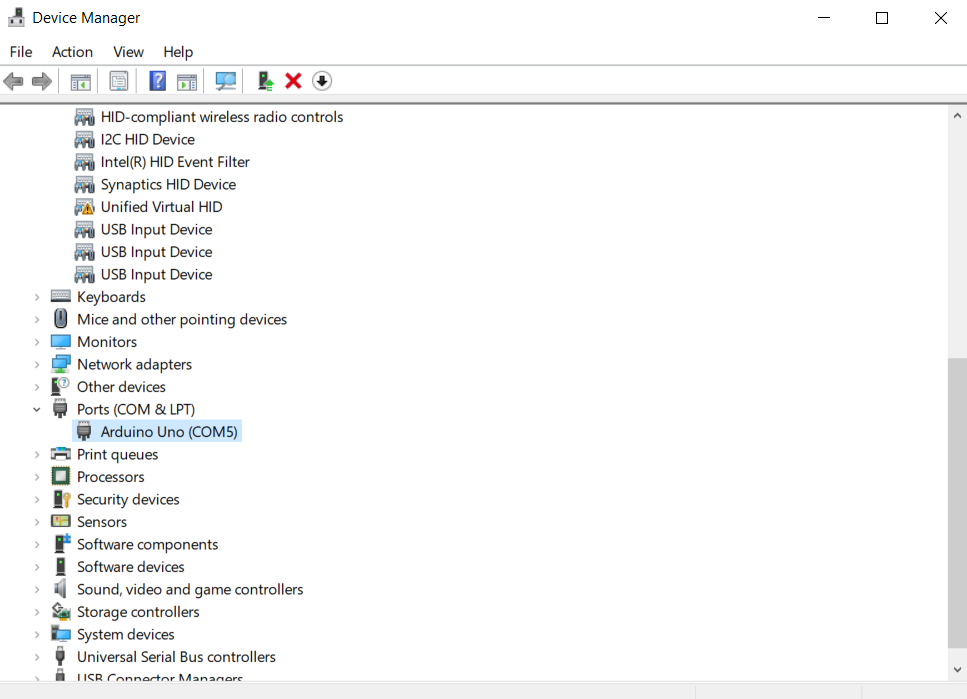 Device Manager
File Action View Help
HID-compliant wireless radio controls
I2C HID Device
Intel(R) HID Event Filter
Synaptics HID Device
Unified Virtual HID
USB Input Device
USB Input Device
USB Input Device
Keyboards
Mice and other pointing devices
Monitors
Network adapters
Other devices
Ports (COM & LPT)
Arduino Uno (COM5)
Print queues
Processors
Security devices
Sensors
Software components
Software devices
Sound, video and game controllers
Storage controllers
System devices
Universal Serial Bus controllers
USB Connector Managers